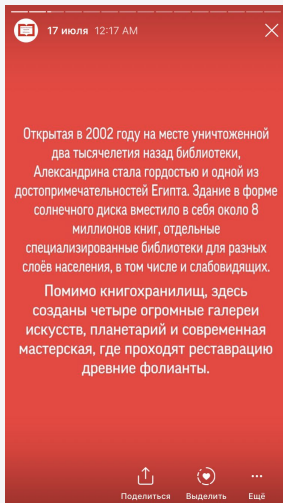 17 июля 12:17 AM
Открытая в 2002 году на месте уничтоженной
два тысячелетия назад библиотеки,
Александрина стала гордостью и одной из
достопримечательностей Египта. Здание в форме
солнечного диска вместило в себя около 8
миллионов книг, отдельные
специализированные библиотеки для разных
слоёв населения, в том числе и слабовидящих.
Помимо книгохранилищ, здесь
созданы четыре огромные галереи
искусств, планетарий и современная
мастерская, где проходят реставрацию
древние фолианты.
Поделиться Выделить Ещё